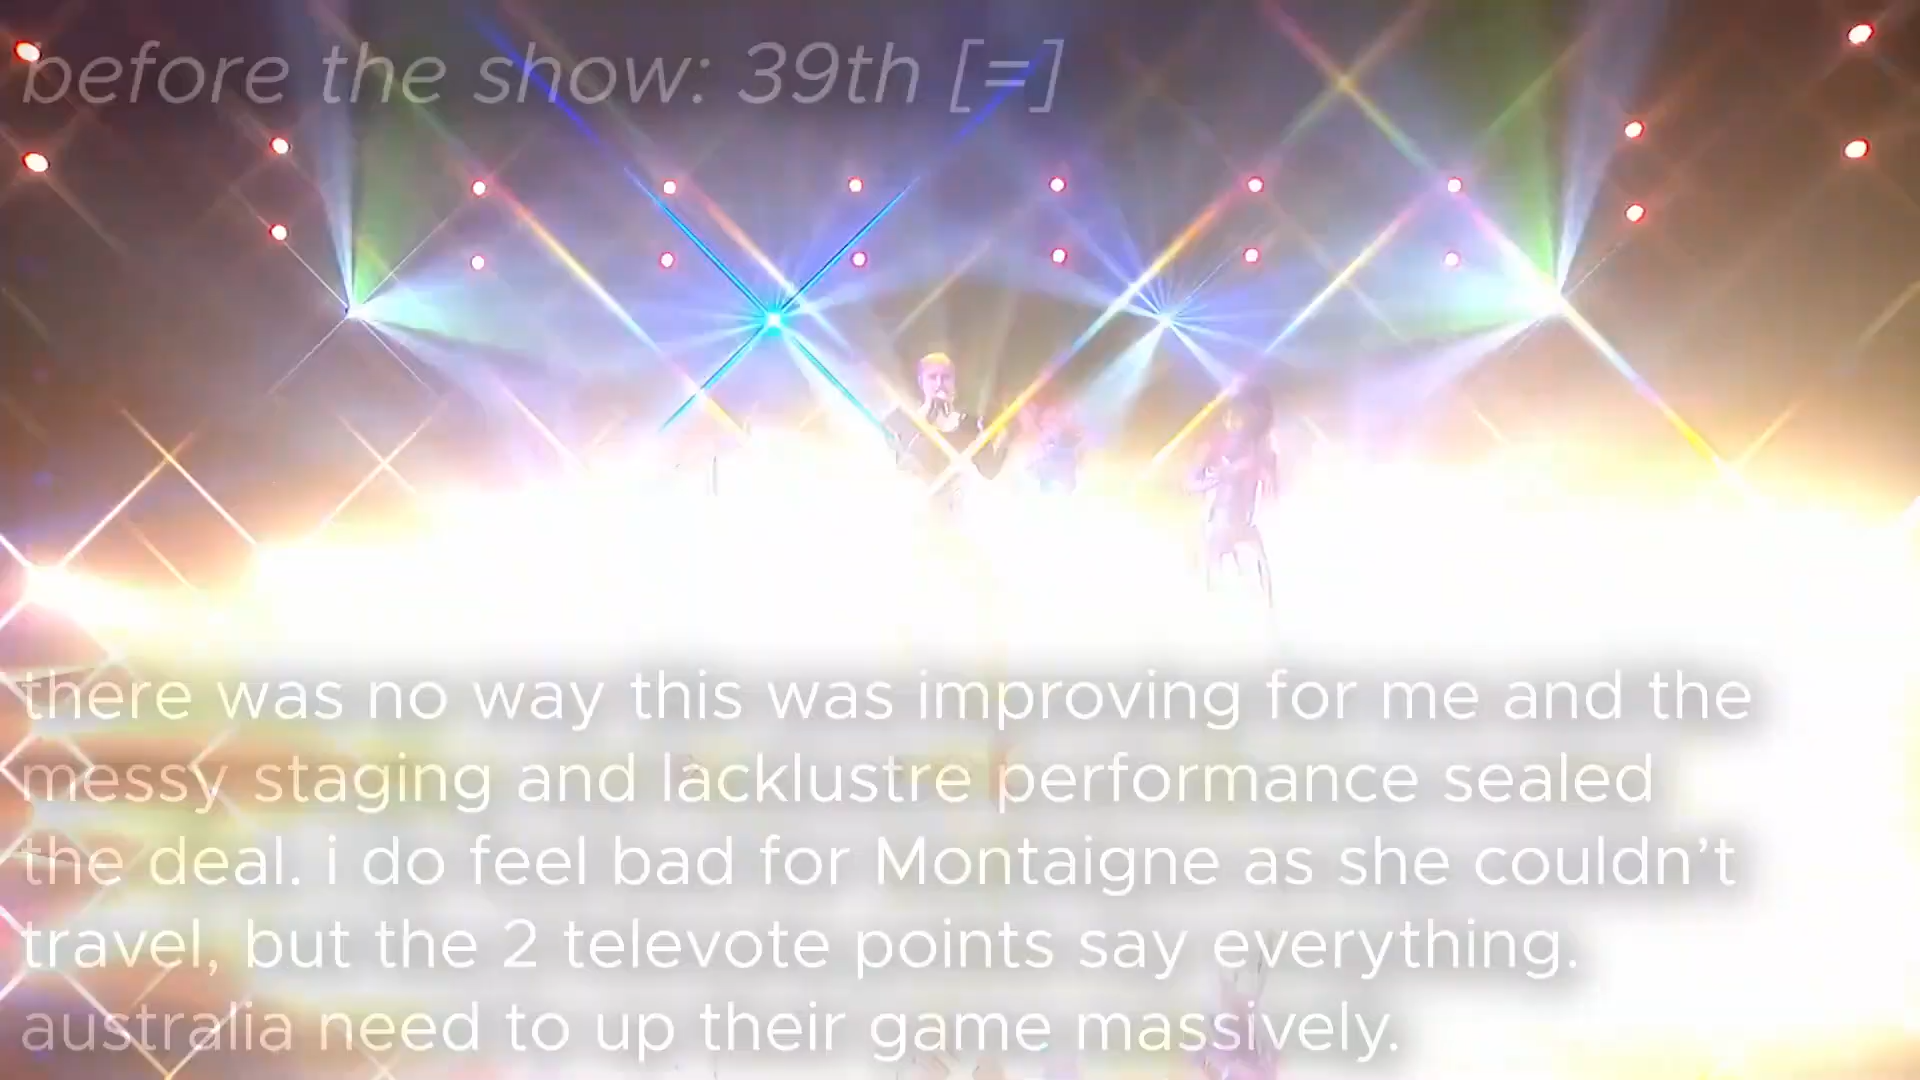 before the show: 39th [=]
there was no way this was improving for me and the
messy staging and lacklustre performance sealed
the deal. i do feel bad for Montaigne as she couldn't
travel, but the 2 televote points say everything.
australia need to up their game massively.